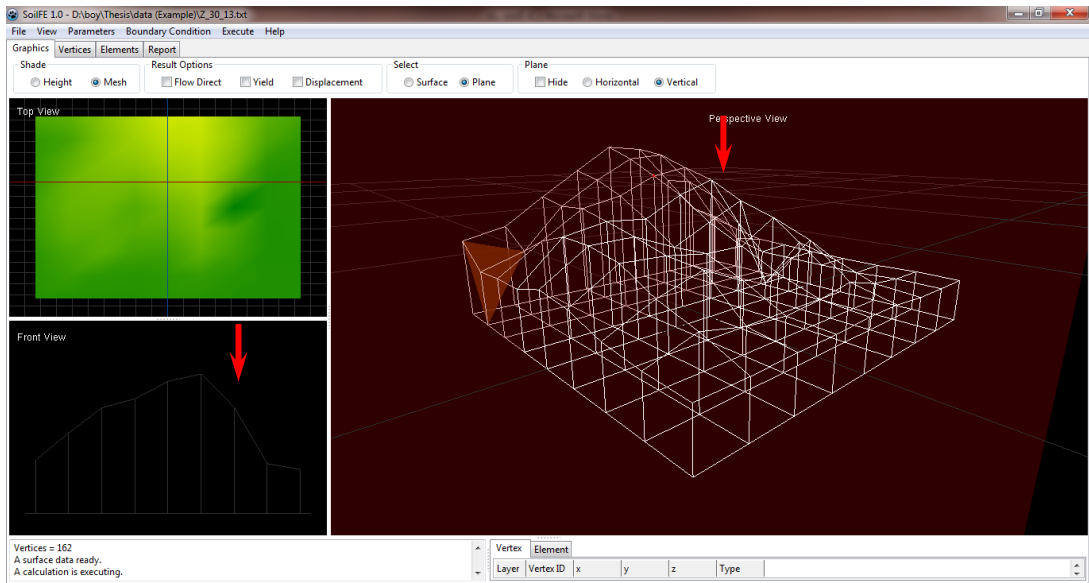 SoilFE 1.0 - D:\boy\Thesis\data (Example)\Z_30_13.txt
File View Parameters Boundary Condition Execute Help
Graphics Vertices Elements Report
Shade Result Options Select Plane
Height Mesh Flow Direct Yield Displacement Surface Plane Hide Horizontal Vertical
Top View
Perspective View
Front View
Vertices = 162
A surface data ready.
A calculation is executing.
Vertex Element
Layer Vertex ID x y z Type